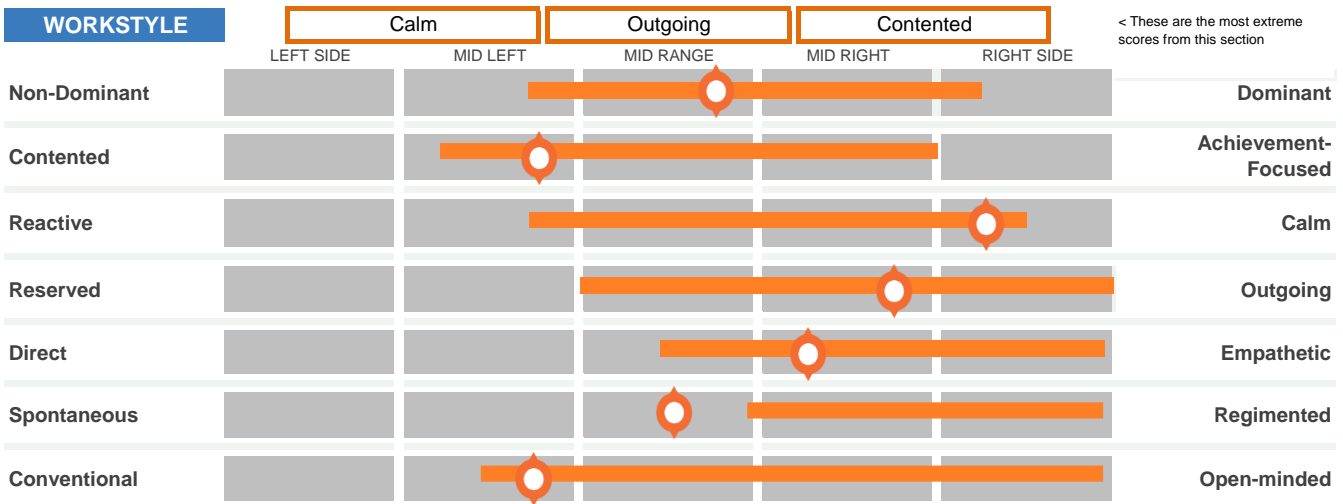 WORKSTYLE
Calm
Outgoing
Contented
< These are the most extreme
scores from this section
LEFT SIDE
MID LEFT
MID RANGE
MID RIGHT
RIGHT SIDE
Non-Dominant
Dominant
Contented
Achievement-
Focused
Reactive
Calm
Reserved
Outgoing
Direct
Empathetic
Spontaneous
Regimented
Conventional
Open-minded